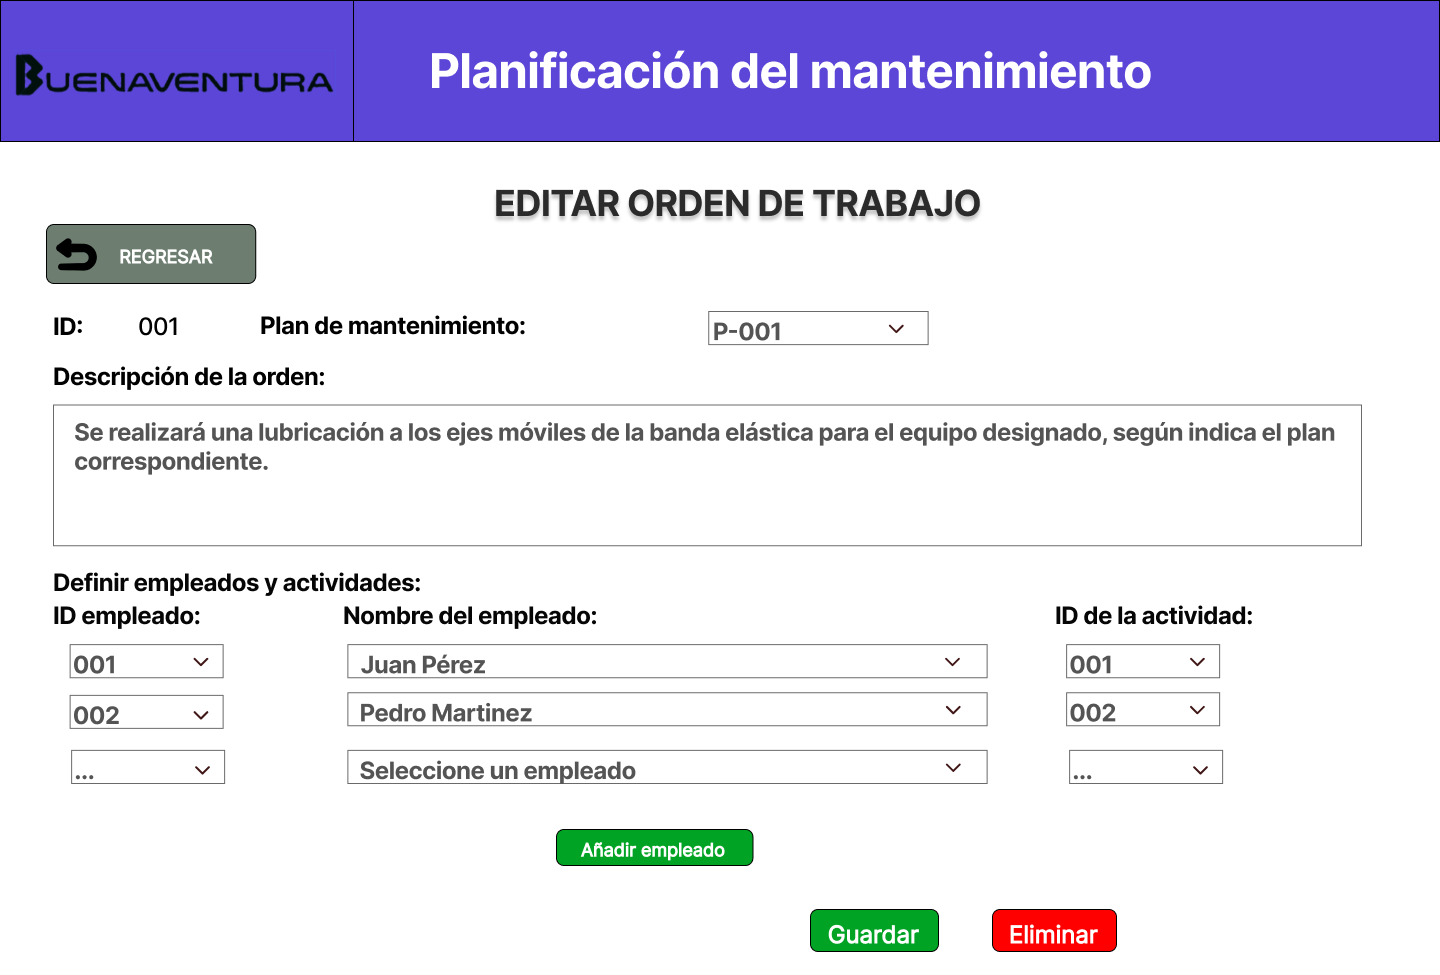 BUENAVENTURA
Planificación del mantenimiento
EDITAR ORDEN DE TRABAJO
REGRESAR
ID: 001 Plan de mantenimiento: P-001
Descripción de la orden:
Se realizará una lubricación a los ejes móviles de la banda elástica para el equipo designado, según indica el plan
correspondiente.
Definir empleados y actividades:
ID empleado: Nombre del empleado: ID de la actividad:
001 Juan Pérez 001
002 Pedro Martinez 002
... Seleccione un empleado ...
Añadir empleado
Guardar Eliminar